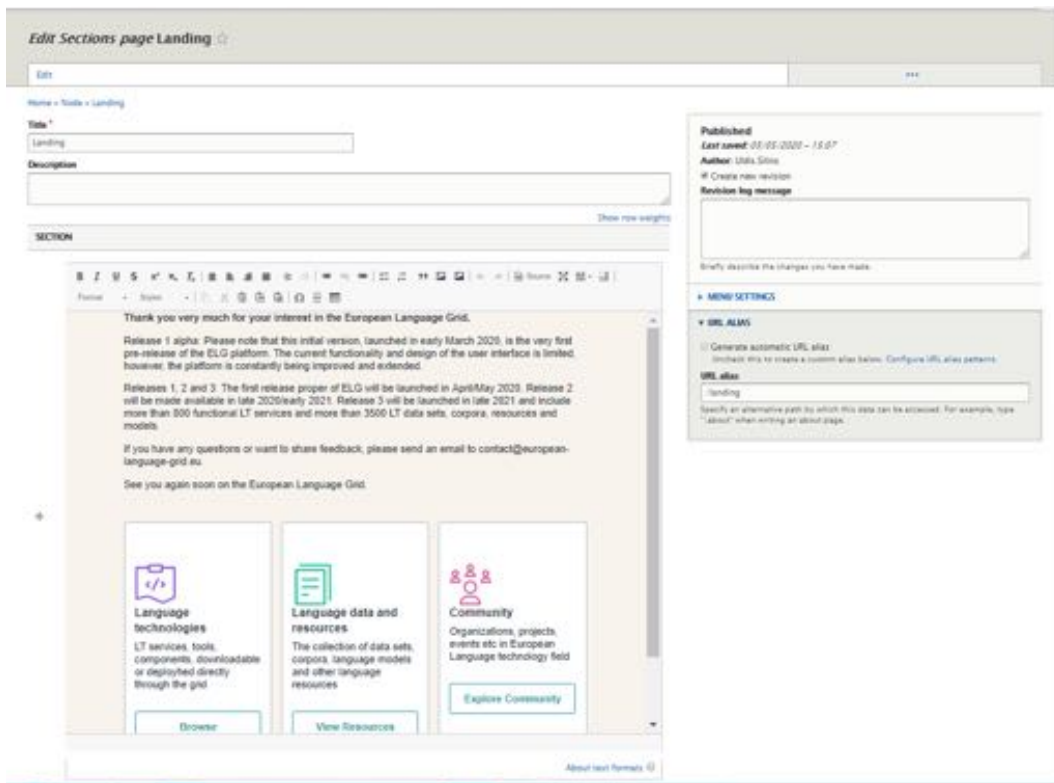 Edit Sections page Landing
Edit
Home » Node » Landing
Title *
Landing
Description
Show row weights
SECTION
B I U S
Source
Format
Styles
Thank you very much for your interest in the European Language Grid.
Release 1 alpha: Please note that this initial version, launched in early March 2020, is the very first
pre-release of the ELG platform. The current functionality and design of the user interface is limited,
however, the platform is constantly being improved and extended.
Releases 1, 2 and 3: The first release proper of ELG will be launched in April/May 2020. Release 2
will be made available in late 2020/early 2021. Release 3 will be launched in late 2021 and include
more than 800 functional LT services and more than 3500 LT data sets, corpora, resources and
models.
If you have any questions or want to share feedback, please send an email to contact@european-
language-grid.eu.
See you again soon on the European Language Grid.
Language
technologies
LT services, tools,
components, downloadable
or deployhed directly
through the grid
Browse
Language data and
resources
The collection of data sets,
corpora, language models
and other language
resources
View Resources
Community
Organizations, projects,
events etc in European
Language technology field
Explore Community
About text formats
Published
Last saved: 05/05/2020 – 15:07
Author:
Create new revision
Revision log message
Briefly describe the changes you have made.
MENU SETTINGS
URL ALIAS
Generate automatic URL alias
Uncheck this to create a custom alias below. Configure URL alias patterns.
URL alias
/landing
Specify an alternative path by which this data can be accessed. For example, type
"/about" when writing an about page.